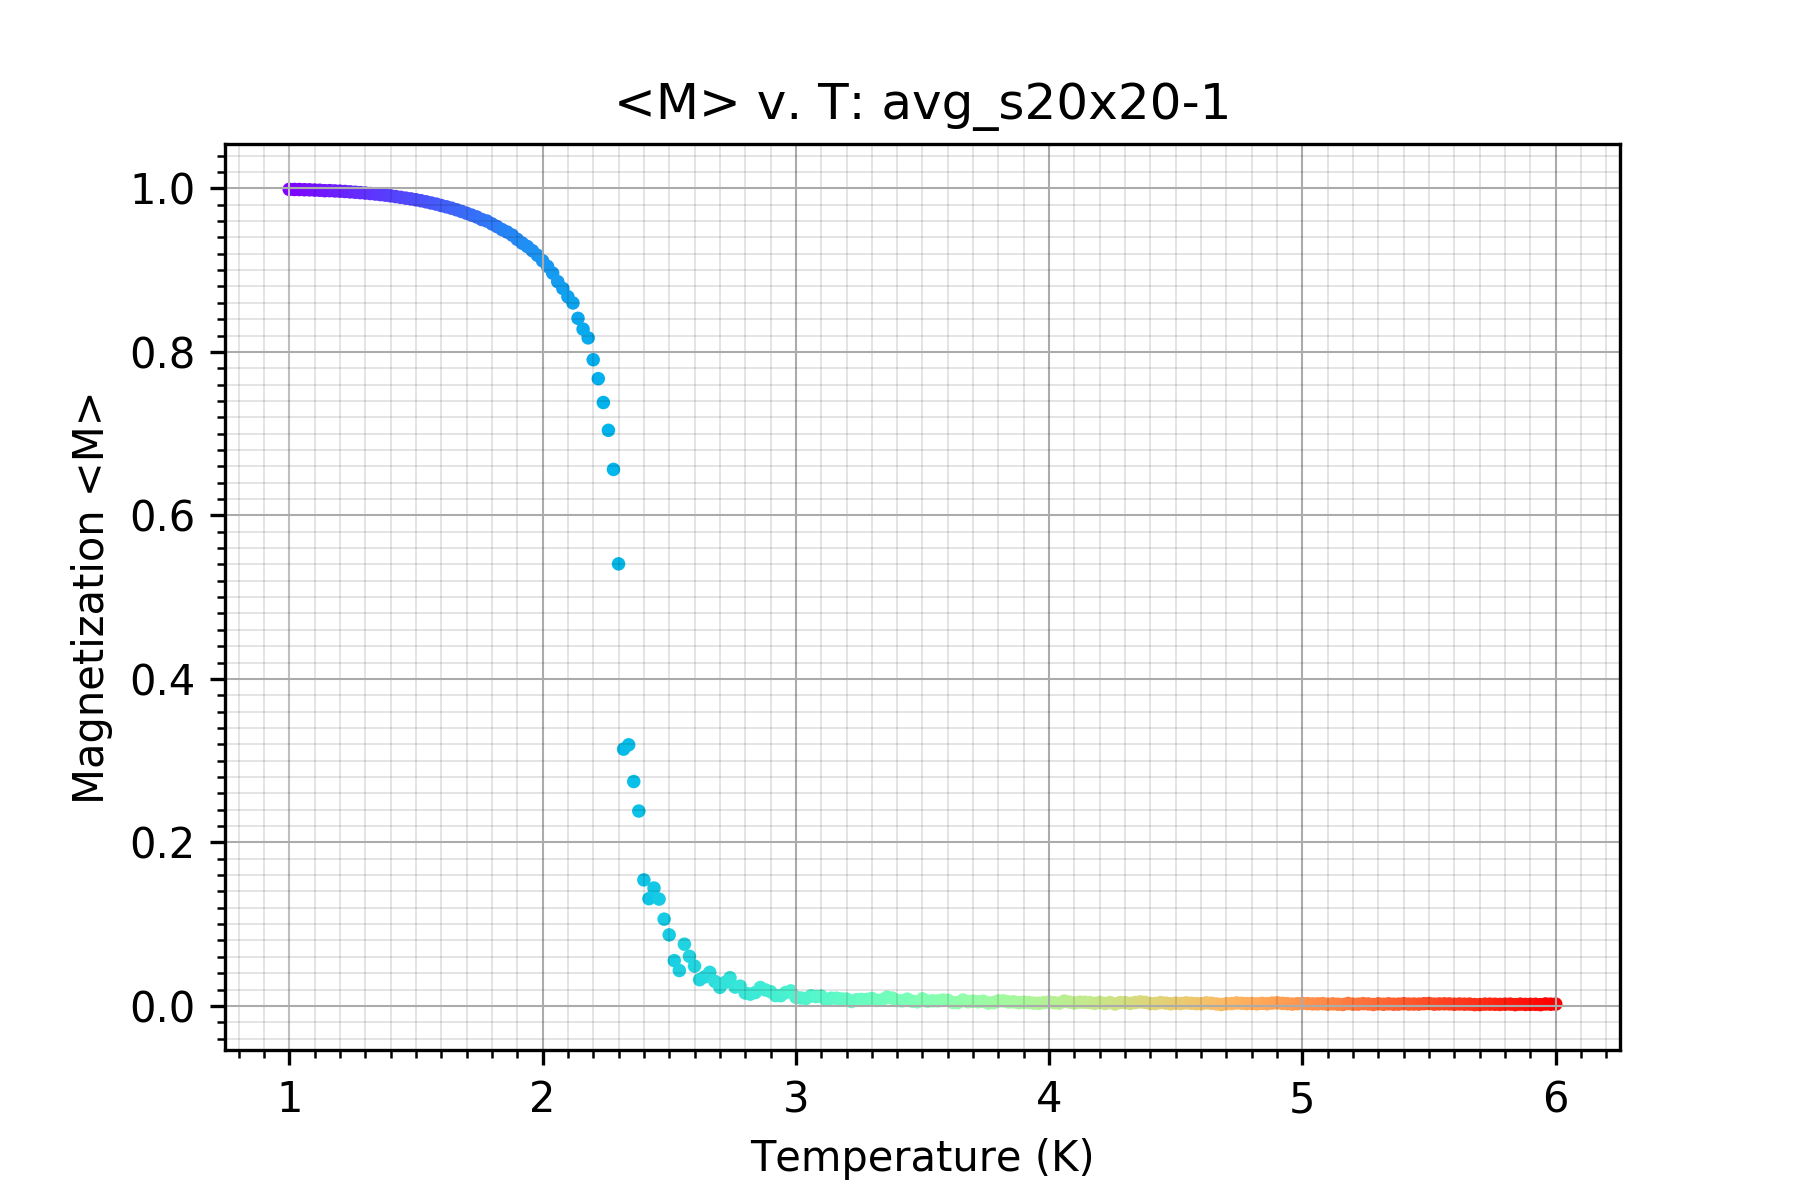 <M> v. T: avg_s20x20-1
Magnetization <M>
1.0
0.8
0.6
0.4
0.2
0.0
1 2 3 4 5 6
Temperature (K)